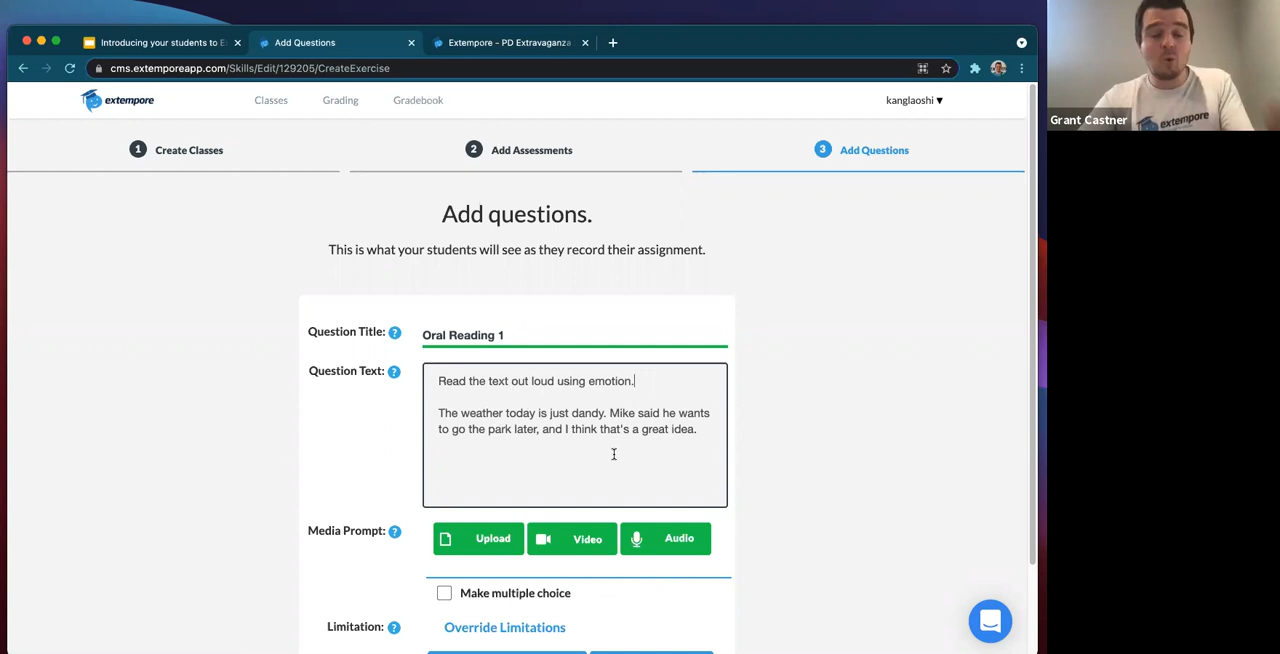 Introducing your students to E
Add Questions
Extempore - PD Extravaganza
cms.extemporeapp.com/Skills/Edit/129205/CreateExercise
extempore
Classes
Grading
Gradebook
kanglaoshi ▼
Grant Castner
extempore
1 Create Classes
2 Add Assessments
3 Add Questions
Add questions.
This is what your students will see as they record their assignment.
Question Title: ?
Oral Reading 1
Question Text: ?
Read the text out loud using emotion.
The weather today is just dandy. Mike said he wants
to go the park later, and I think that's a great idea.
Media Prompt: ?
Upload
Video
Audio
Make multiple choice
Limitation: ?
Override Limitations